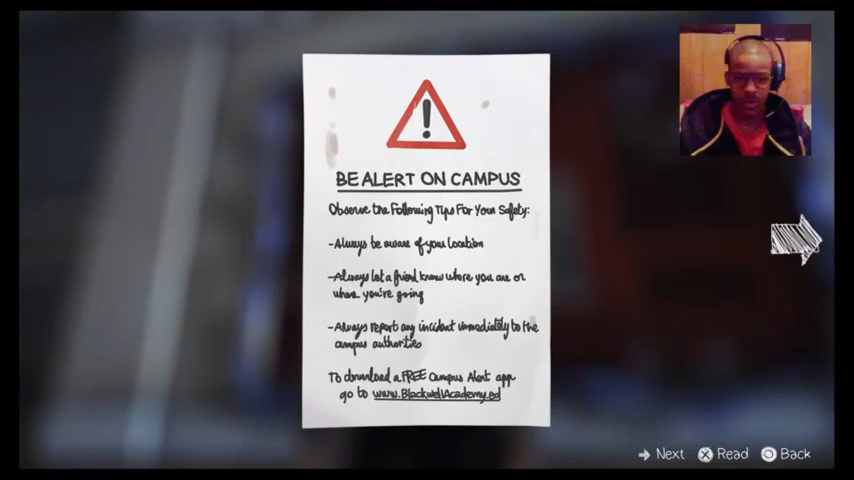 BE ALERT ON CAMPUS
Observe the Following Tips For Your Safety:
-Always be aware of your location
-Always let a friend know where you are or
where you're going
-Always report any incident immediately to the
campus authorities
To download a FREE Campus Alert app
go to www.BlackwellAcademy.ed
Next
Read
Back